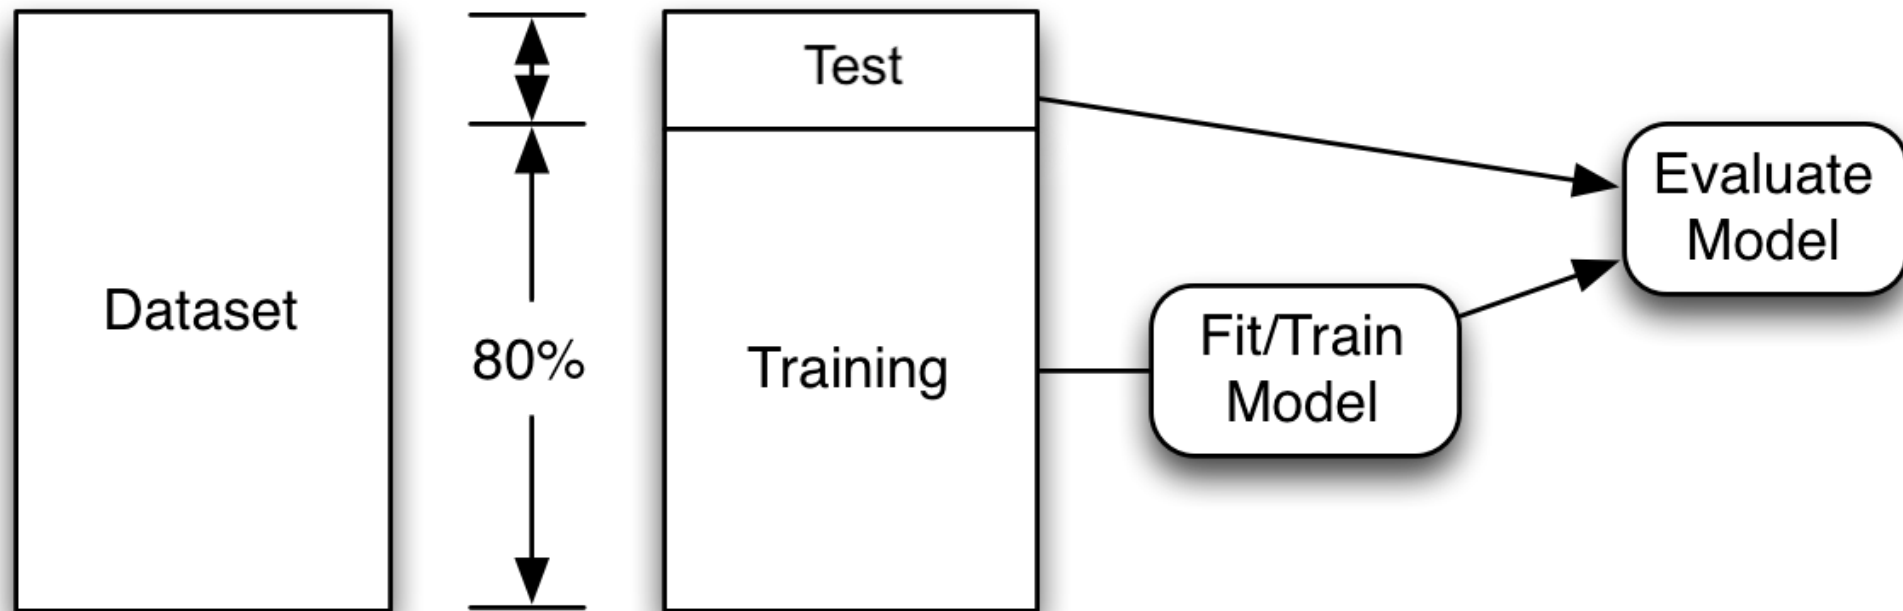 Dataset
80%
Test
Training
Fit/Train
Model
Evaluate
Model